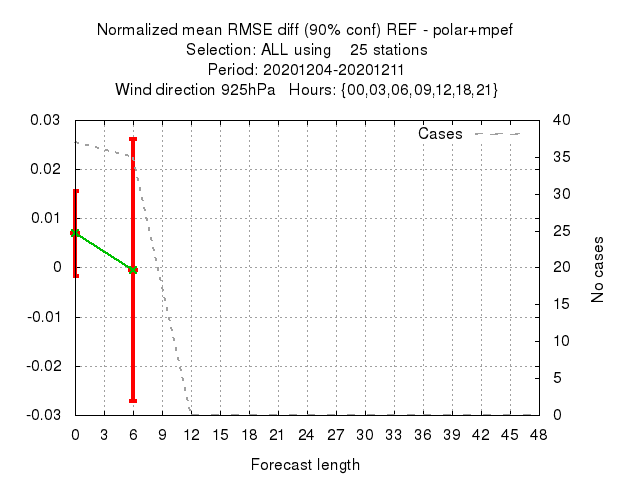 Normalized mean RMSE diff (90% conf) REF - polar+mpef
Selection: ALL using    25 stations
Period: 20201204-20201211
Wind direction 925hPa   Hours: {00,03,06,09,12,18,21}
Cases
0.03
0.02
0.01
0
-0.01
-0.02
-0.03
40
35
30
25
20
15
10
5
0
No cases
0 3 6 9 12 15 18 21 24 27 30 33 36 39 42 45 48
Forecast length